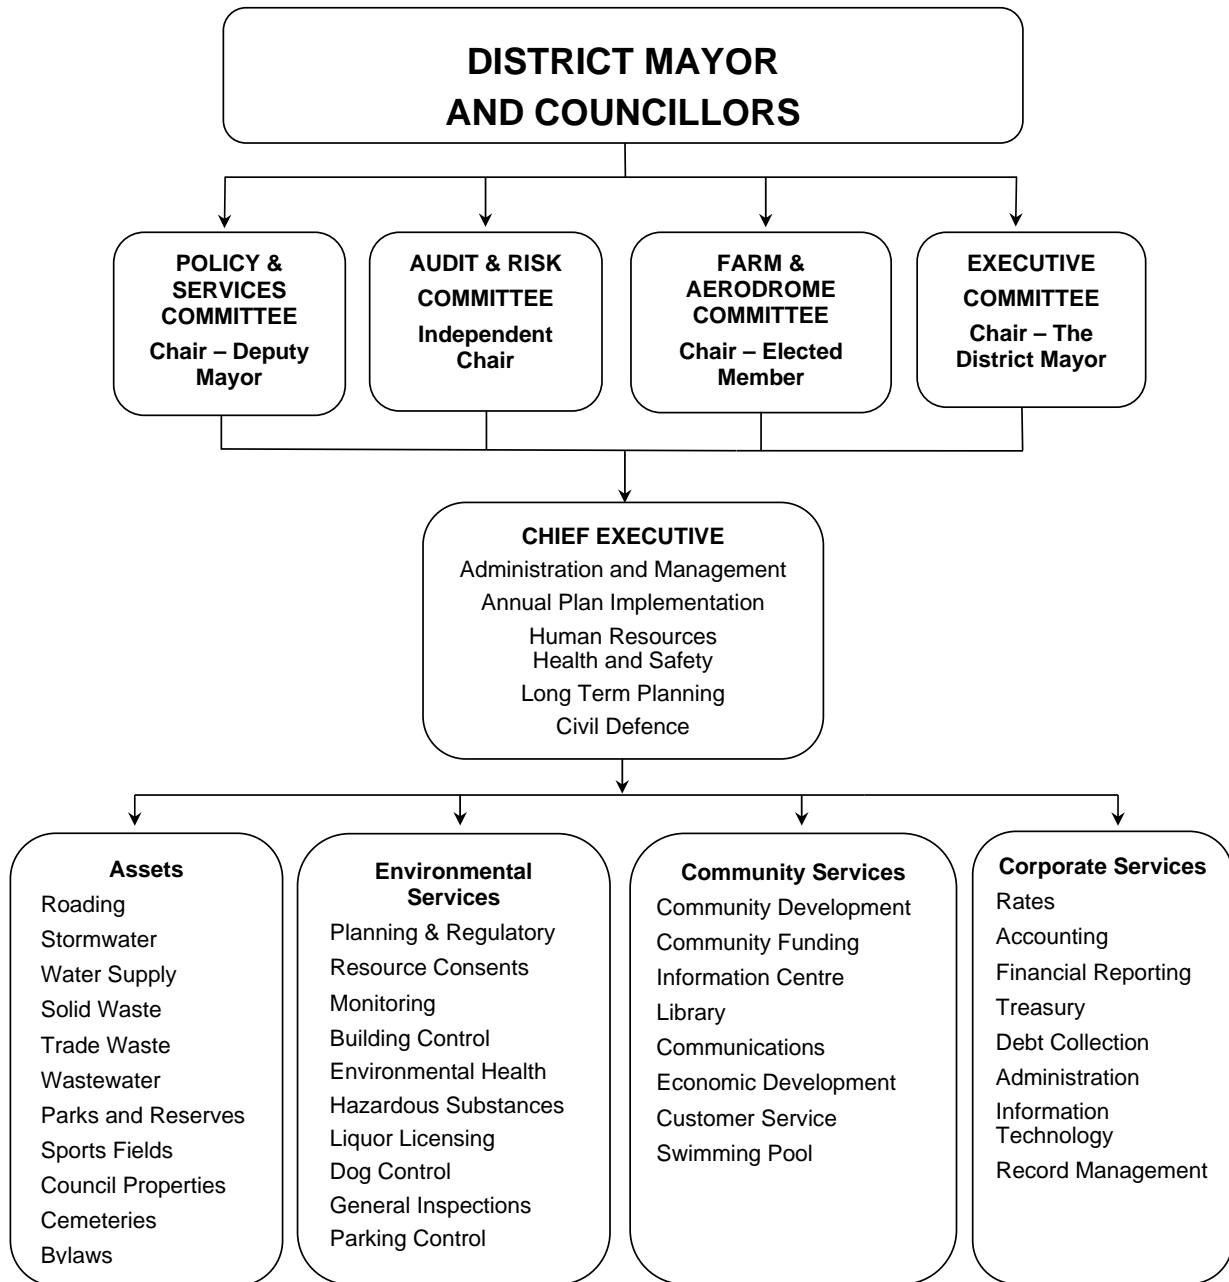 DISTRICT MAYOR
AND COUNCILLORS
POLICY &
SERVICES
COMMITTEE
Chair – Deputy
Mayor
AUDIT & RISK
COMMITTEE
Independent
Chair
FARM &
AERODROME
COMMITTEE
Chair – Elected
Member
EXECUTIVE
COMMITTEE
Chair – The
District Mayor
CHIEF EXECUTIVE
Administration and Management
Annual Plan Implementation
Human Resources
Health and Safety
Long Term Planning
Civil Defence
Assets
Roading
Stormwater
Water Supply
Solid Waste
Trade Waste
Wastewater
Parks and Reserves
Sports Fields
Council Properties
Cemeteries
Bylaws
Environmental
Services
Planning & Regulatory
Resource Consents
Monitoring
Building Control
Environmental Health
Hazardous Substances
Liquor Licensing
Dog Control
General Inspections
Parking Control
Community Services
Community Development
Community Funding
Information Centre
Library
Communications
Economic Development
Customer Service
Swimming Pool
Corporate Services
Rates
Accounting
Financial Reporting
Treasury
Debt Collection
Administration
Information
Technology
Record Management